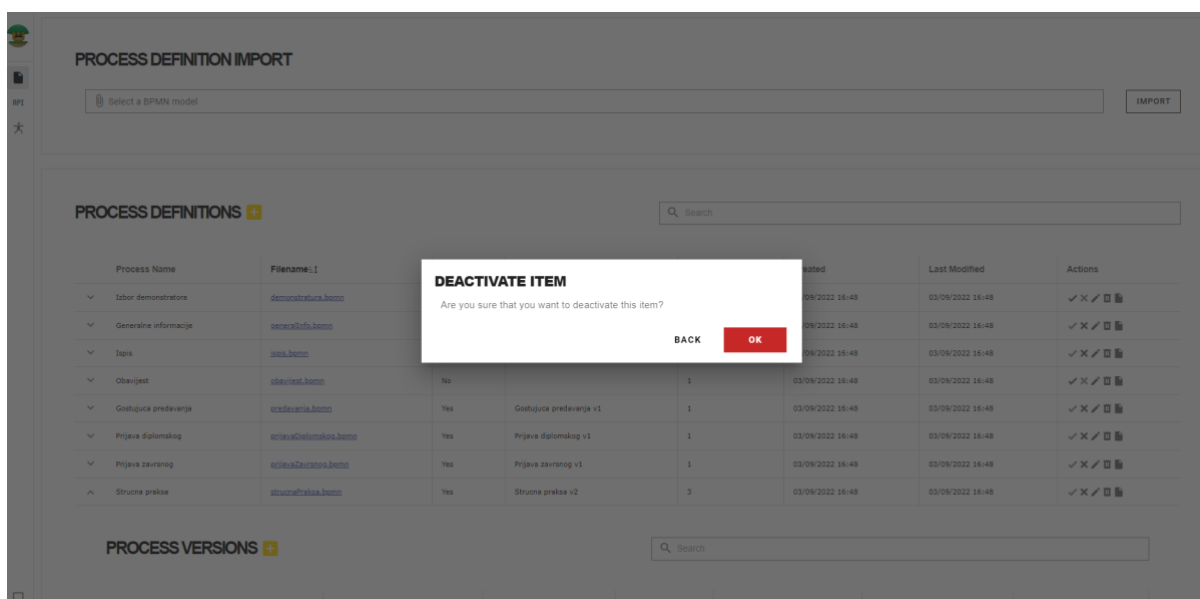 PROCESS DEFINITION IMPORT
Select a BPMN model
IMPORT
API
PROCESS DEFINITIONS +
Search
Process Name Filename Created Last Modified Actions
Izbor demonstratora demonstratura.bpmn /09/2022 16:48 03/09/2022 16:48
Generalne informacije generalInfo.bpmn /09/2022 16:48 03/09/2022 16:48
Ispis ispis.bpmn /09/2022 16:48 03/09/2022 16:48
DEACTIVATE ITEM
Are you sure that you want to deactivate this item?
BACK OK
Obavijest obavijest.bpmn No 1 03/09/2022 16:48 03/09/2022 16:48
Gostujuca predavanja predavanja.bpmn Yes Gostujuca predavanja v1 1 03/09/2022 16:48 03/09/2022 16:48
Prijava diplomskog prijavaDiplomskog.bpmn Yes Prijava diplomskog v1 1 03/09/2022 16:48 03/09/2022 16:48
Prijava zavrsnog prijavaZavrsnog.bpmn Yes Prijava zavrsnog v1 1 03/09/2022 16:48 03/09/2022 16:48
Strucna praksa strucnaPraksa.bpmn Yes Strucna praksa v2 3 03/09/2022 16:48 03/09/2022 16:48
PROCESS VERSIONS +
Search